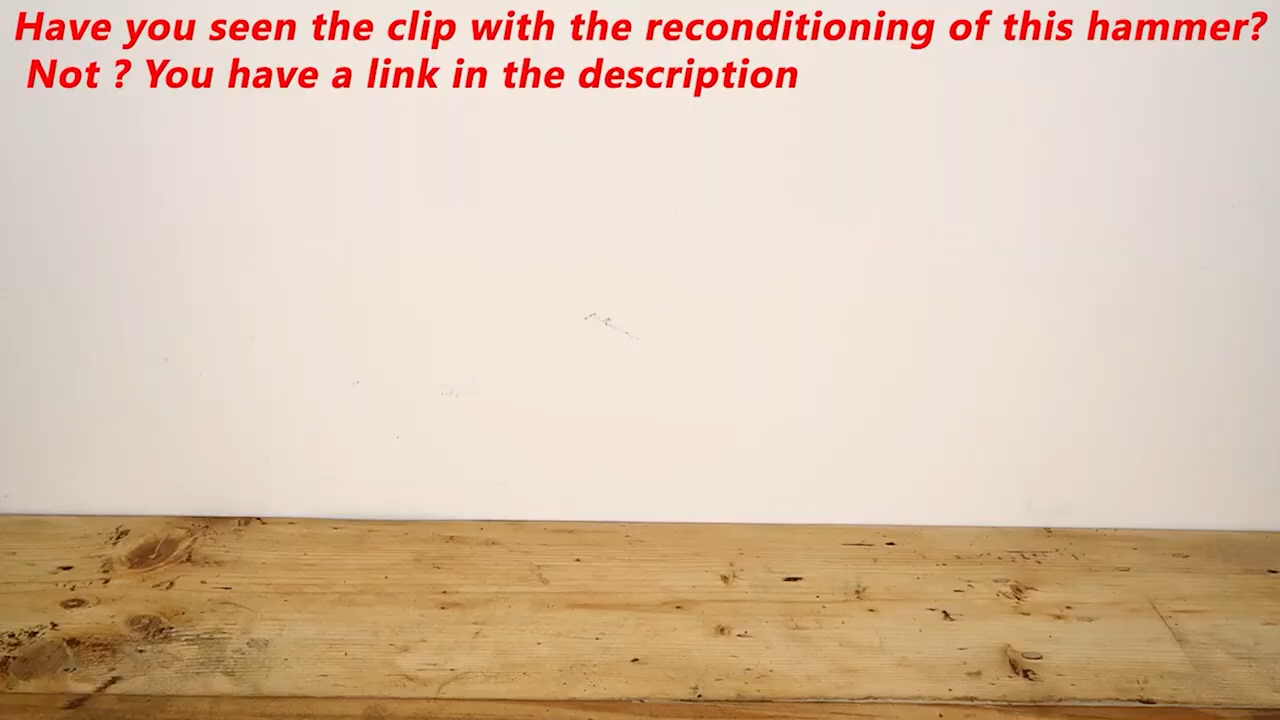 Have you seen the clip with the reconditioning of this hammer?
Not ? You have a link in the description